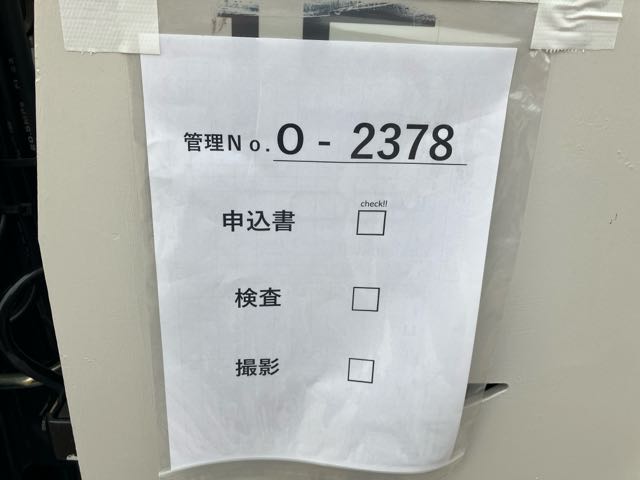 管理No. O - 2378
check!!
申込書 □
検査 □
撮影 □